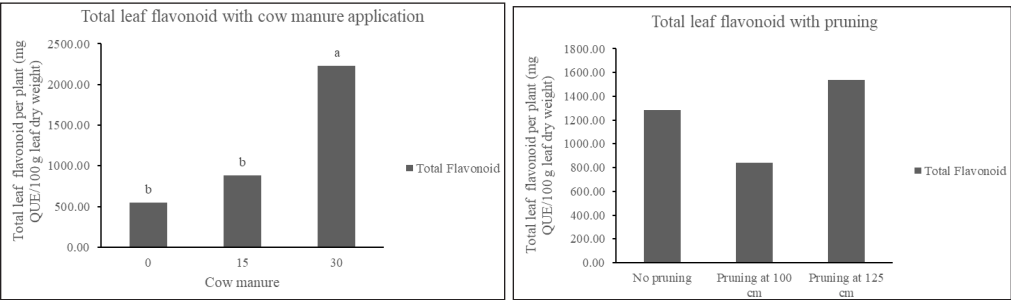 Total leaf flavonoid with cow manure application
Total leaf flavonoid per plant (mg
QUE/100 g leaf dry weight)
2500.00
2000.00
1500.00
1000.00
500.00
0.00
b
b
a
0
15
30
Cow manure
Total Flavonoid
Total leaf flavonoid with pruning
Total leaf flavonoid per plant (mg
QUE/100 g leaf dry weight)
1800.00
1600.00
1400.00
1200.00
1000.00
800.00
600.00
400.00
200.00
0.00
No pruning
Pruning at 100
cm
Pruning at 125
cm
Total Flavonoid